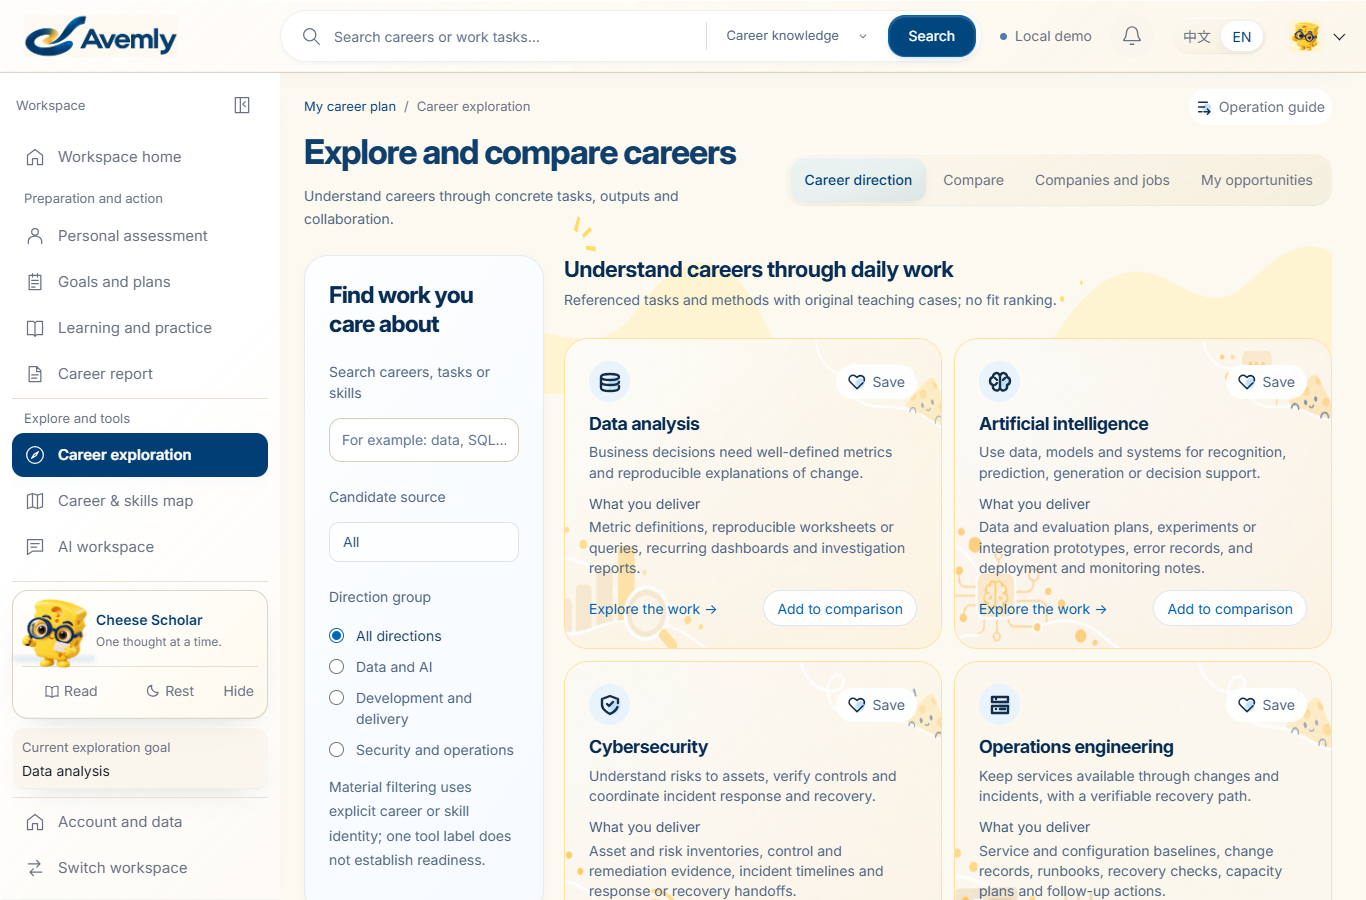 Avemly
Search careers or work tasks...
Career knowledge
Search
Local demo
中文
EN
Workspace
Workspace home
Preparation and action
Personal assessment
Goals and plans
Learning and practice
Career report
Explore and tools
Career exploration
Career & skills map
AI workspace
Cheese Scholar
One thought at a time.
Read
Rest
Hide
Current exploration goal
Data analysis
Account and data
Switch workspace
My career plan / Career exploration
Operation guide
Explore and compare careers
Understand careers through concrete tasks, outputs and
collaboration.
Career direction
Compare
Companies and jobs
My opportunities
Find work you
care about
Search careers, tasks or
skills
For example: data, SQL...
Candidate source
All
Direction group
All directions
Data and AI
Development and
delivery
Security and operations
Material filtering uses
explicit career or skill
identity; one tool label does
not establish readiness.
Understand careers through daily work
Referenced tasks and methods with original teaching cases; no fit ranking.
Save
Data analysis
Business decisions need well-defined metrics
and reproducible explanations of change.
What you deliver
Metric definitions, reproducible worksheets or
queries, recurring dashboards and investigation
reports.
Explore the work →
Add to comparison
Save
Artificial intelligence
Use data, models and systems for recognition,
prediction, generation or decision support.
What you deliver
Data and evaluation plans, experiments or
integration prototypes, error records, and
deployment and monitoring notes.
Explore the work →
Add to comparison
Save
Cybersecurity
Understand risks to assets, verify controls and
coordinate incident response and recovery.
What you deliver
Asset and risk inventories, control and
remediation evidence, incident timelines and
response or recovery handoffs.
Save
Operations engineering
Keep services available through changes and
incidents, with a verifiable recovery path.
What you deliver
Service and configuration baselines, change
records, runbooks, recovery checks, capacity
plans and follow-up actions.